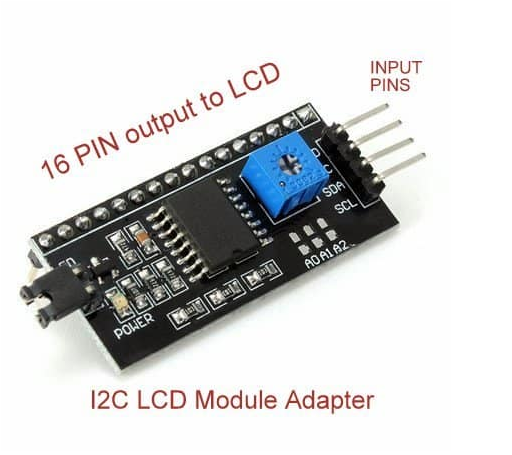 INPUT
PINS
16 PIN output to LCD
SDA
SCL
A0 A1 A2
POWER
I2C LCD Module Adapter